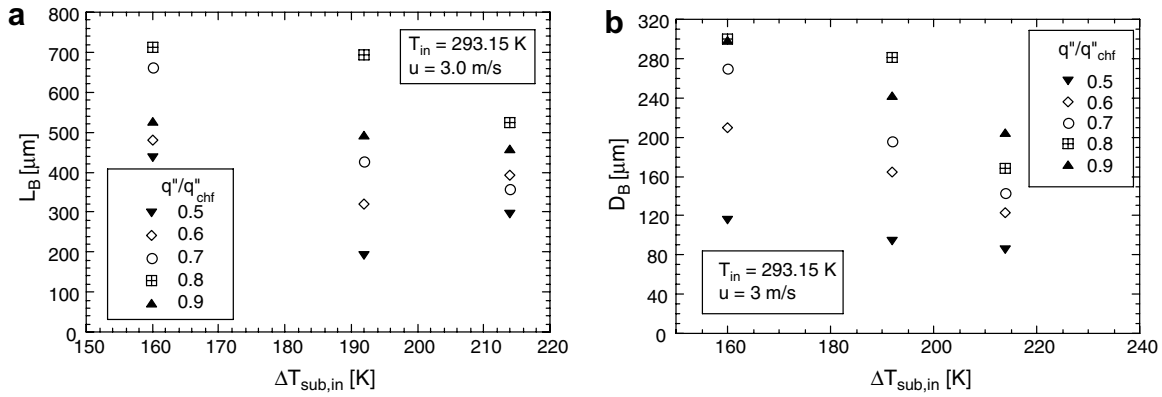 a
800
700
600
500
400
300
200
100
0
L_B [μm]
T_in = 293.15 K
u = 3.0 m/s
q"/q"_chf
0.5
0.6
0.7
0.8
0.9
150 160 170 180 190 200 210 220
ΔT_sub,in [K]
b
320
280
240
200
160
120
80
40
0
D_B [μm]
q"/q"_chf
0.5
0.6
0.7
0.8
0.9
T_in = 293.15 K
u = 3 m/s
160 180 200 220 240
ΔT_sub,in [K]